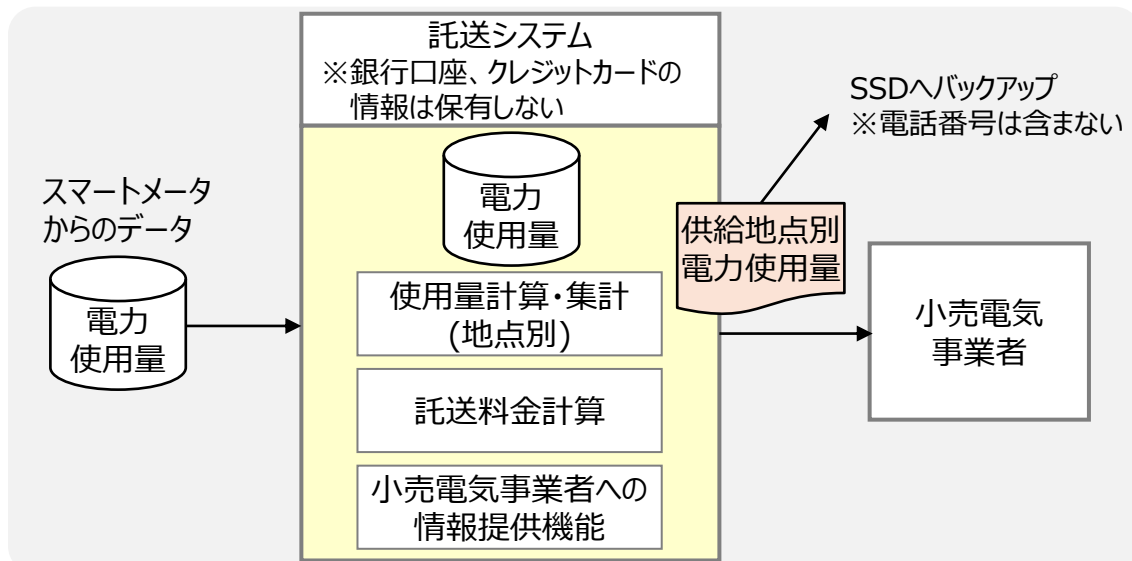 託送システム
※銀行口座、クレジットカードの
情報は保有しない
SSDへバックアップ
※電話番号は含まない
スマートメータ
からのデータ
電力
使用量
電力
使用量
供給地点別
電力使用量
使用量計算・集計
(地点別)
小売電気
事業者
託送料金計算
小売電気事業者への
情報提供機能